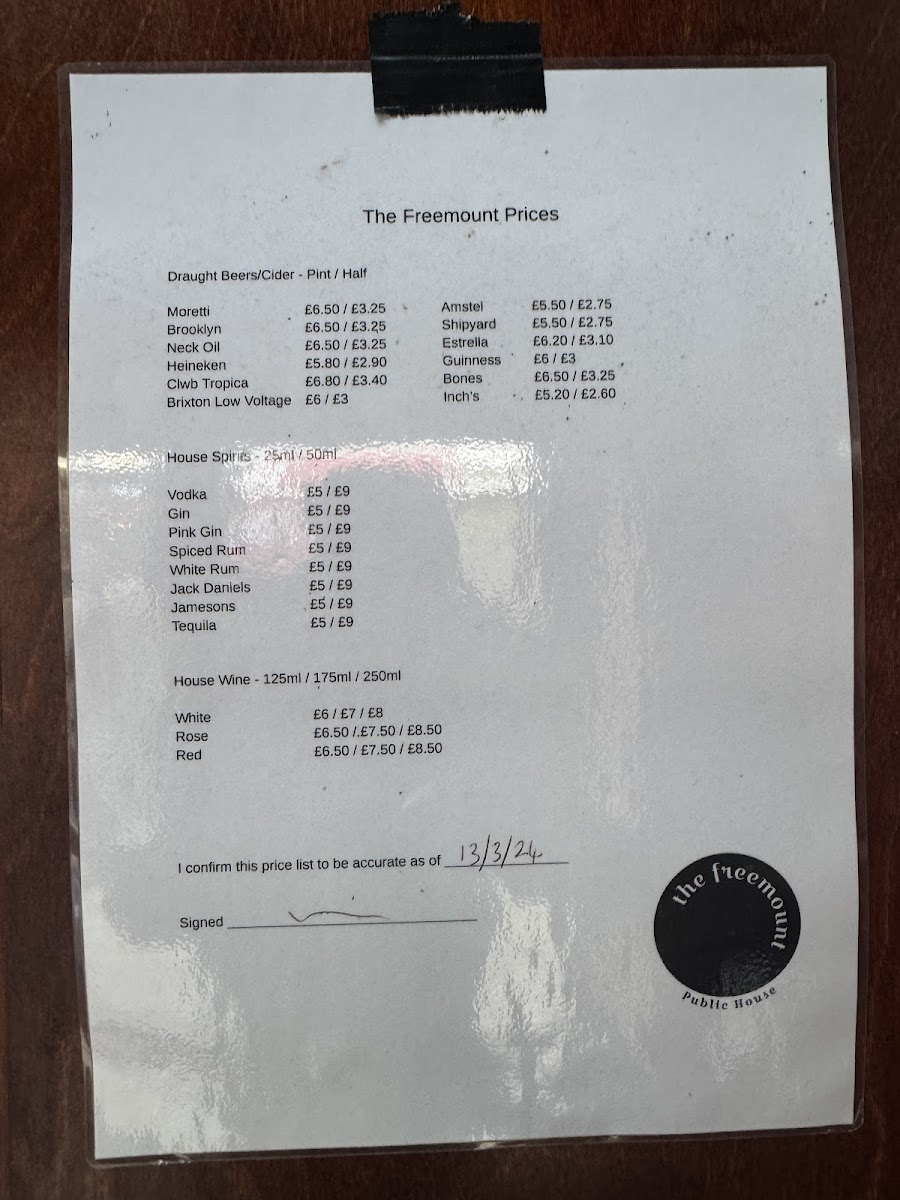 The Freemount Prices
Draught Beers/Cider - Pint / Half
Moretti £6.50 / £3.25 Amstel £5.50 / £2.75
Brooklyn £6.50 / £3.25 Shipyard £5.50 / £2.75
Neck Oil £6.50 / £3.25 Estrella £6.20 / £3.10
Heineken £5.80 / £2.90 Guinness £6 / £3
Clwb Tropica £6.80 / £3.40 Bones £6.50 / £3.25
Brixton Low Voltage £6 / £3 Inch's £5.20 / £2.60
House Spirits - 25ml / 50ml
Vodka £5 / £9
Gin £5 / £9
Pink Gin £5 / £9
Spiced Rum £5 / £9
White Rum £5 / £9
Jack Daniels £5 / £9
Jamesons £5 / £9
Tequila £5 / £9
House Wine - 125ml / 175ml / 250ml
White £6 / £7 / £8
Rose £6.50 / £7.50 / £8.50
Red £6.50 / £7.50 / £8.50
I confirm this price list to be accurate as of 13/3/24
Signed
the freemount
Public House